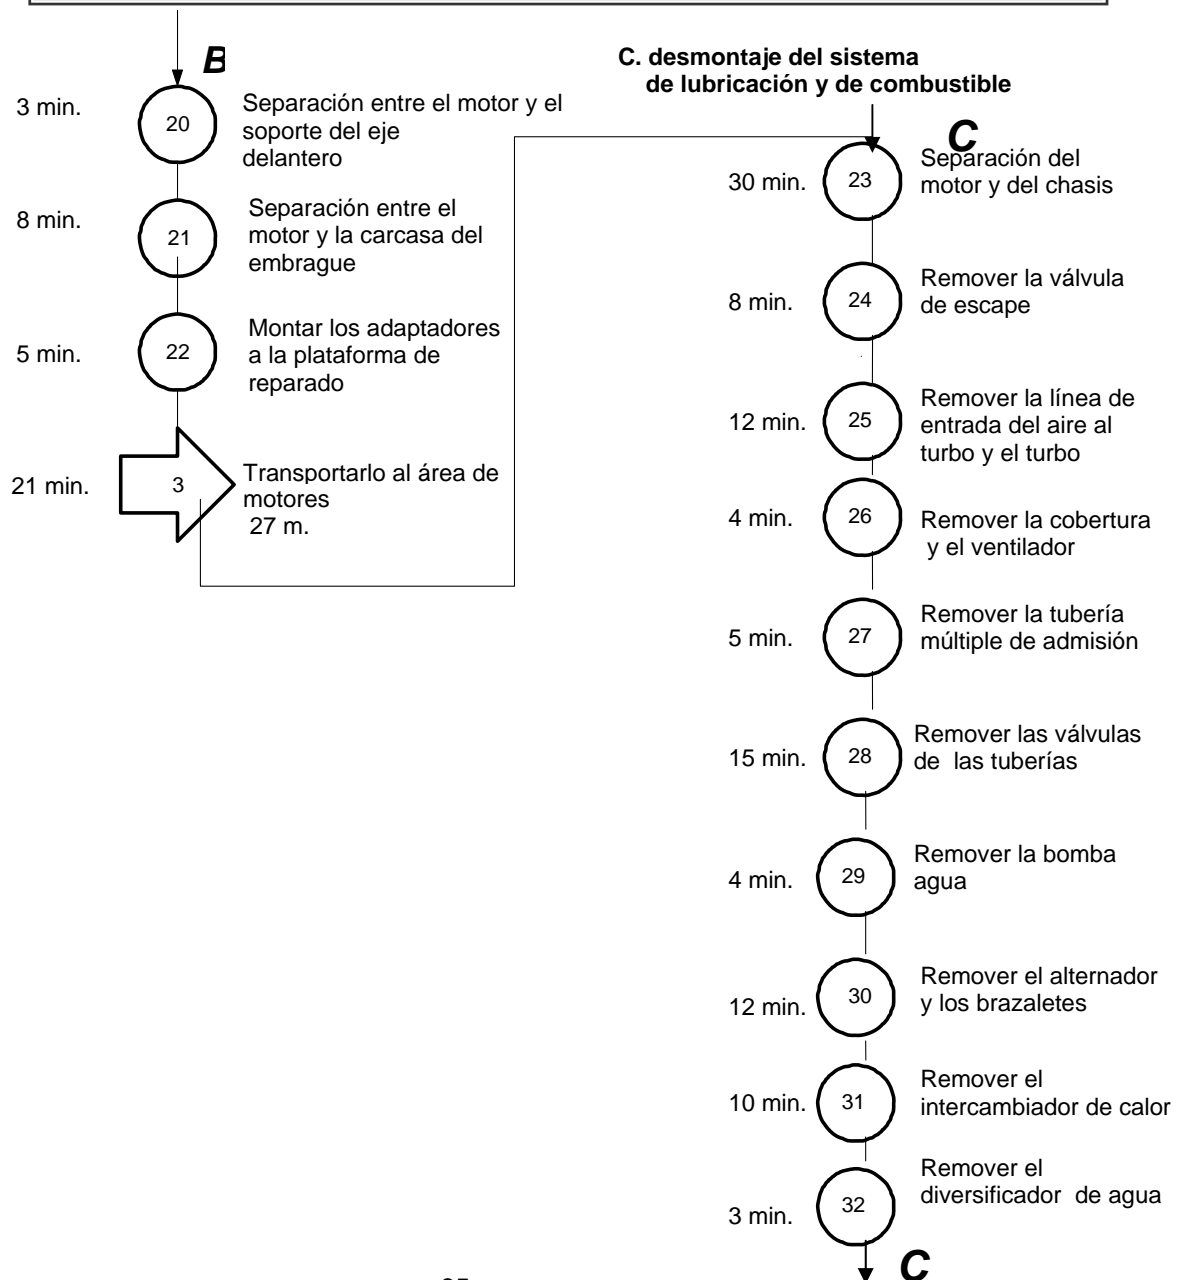 B
3 min.
20
Separación entre el motor y el
soporte del eje
delantero
8 min.
21
Separación entre el
motor y la carcasa del
embrague
5 min.
22
Montar los adaptadores
a la plataforma de
reparado
21 min.
3
Transportarlo al área de
motores
27 m.
C. desmontaje del sistema
de lubricación y de combustible
C
30 min.
23
Separación del
motor y del chasis
8 min.
24
Remover la válvula
de escape
12 min.
25
Remover la línea de
entrada del aire al
turbo y el turbo
4 min.
26
Remover la cobertura
y el ventilador
5 min.
27
Remover la tubería
múltiple de admisión
15 min.
28
Remover las válvulas
de las tuberías
4 min.
29
Remover la bomba
agua
12 min.
30
Remover el alternador
y los brazaletes
10 min.
31
Remover el
intercambiador de calor
3 min.
32
Remover el
diversificador de agua
C